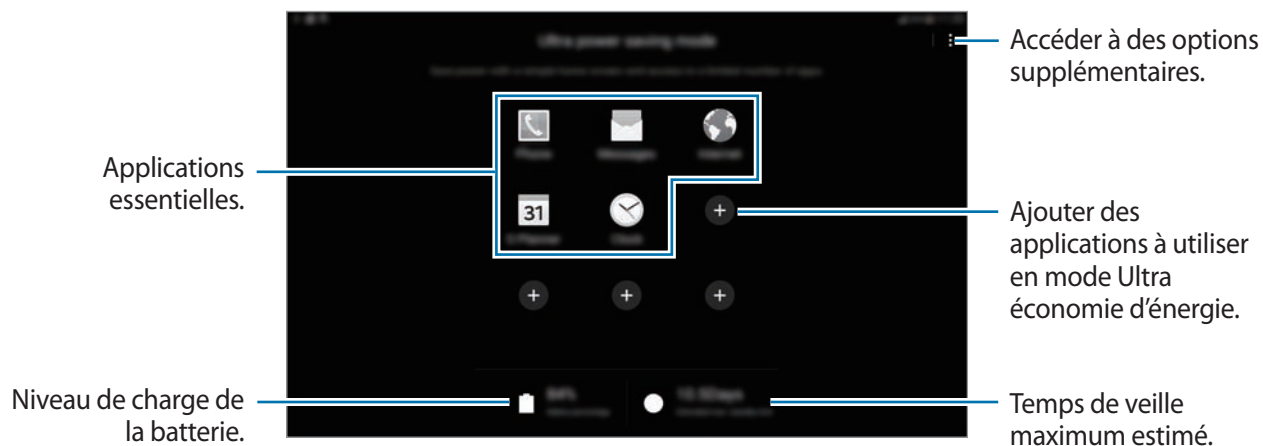 Accéder à des options
supplémentaires.
Ultra power saving mode
Applications
essentielles.
Phone
Messages
Internet
31
S Planner
Clock
Ajouter des
applications à utiliser
en mode Ultra
économie d'énergie.
Niveau de charge de
la batterie.
84%
Temps de veille
maximum estimé.